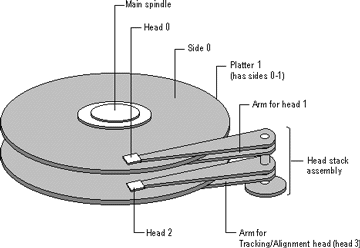 Main spindle
Head 0
Side 0
Platter 1
(has sides 0-1)
Arm for head 1
Head stack
assembly
Head 2
Arm for
Tracking/Alignment head (head 3)